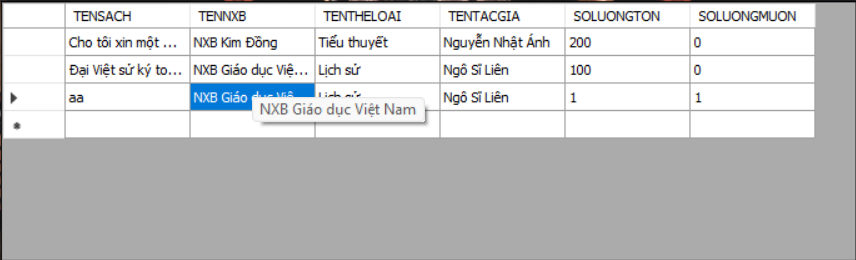 TENSACH TENNXB TENTHELOAI TENTACGIA SOLUONGTON SOLUONGMUON
Cho tôi xin một ... NXB Kim Đồng Tiểu thuyết Nguyễn Nhật Ánh 200 0
Đại Việt sử ký to... NXB Giáo dục Việ... Lịch sử Ngô Sĩ Liên 100 0
aa NXB Giáo dục Việ... Lịch sử Ngô Sĩ Liên 1 1
NXB Giáo dục Việt Nam